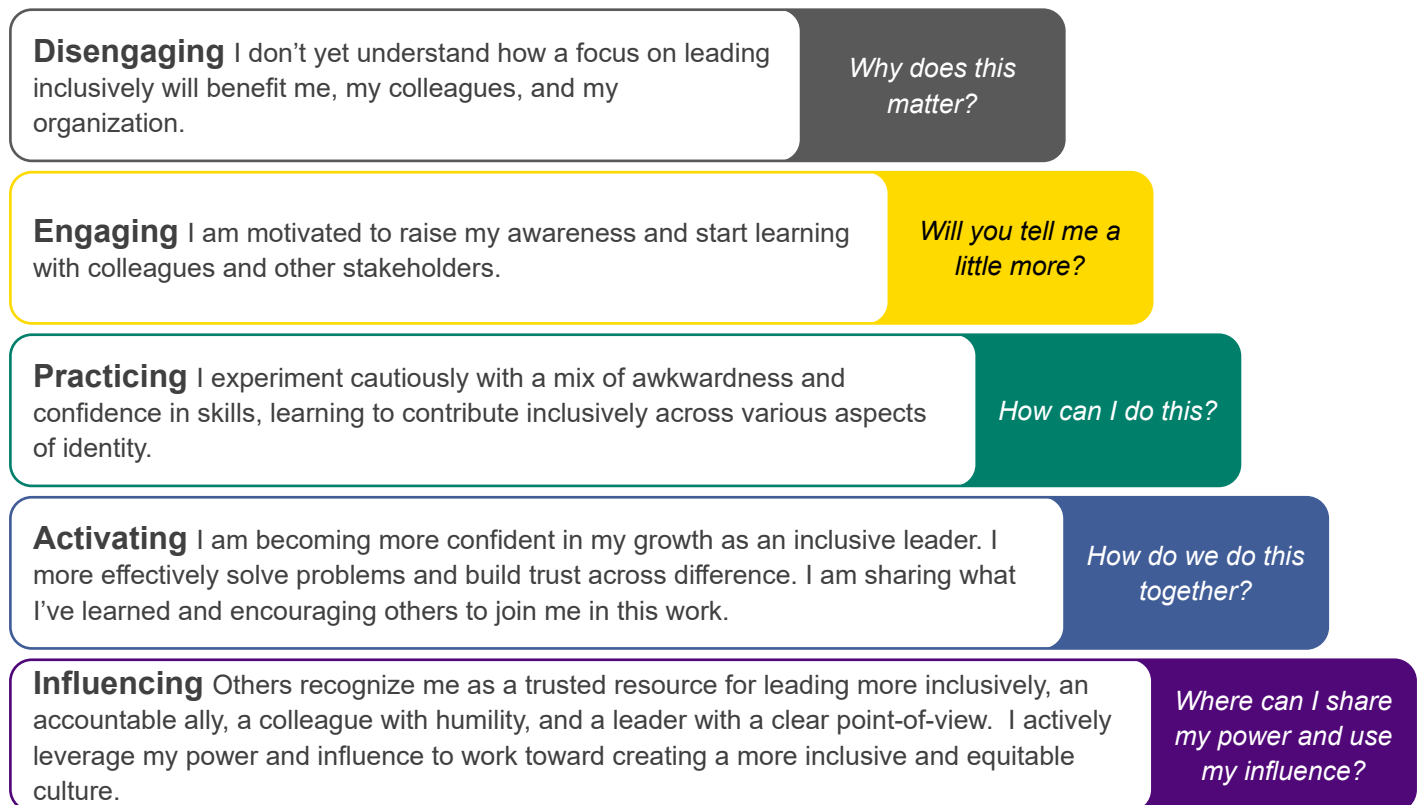 Disengaging I don’t yet understand how a focus on leading
inclusively will benefit me, my colleagues, and my
organization.
Why does this
matter?
Engaging I am motivated to raise my awareness and start learning
with colleagues and other stakeholders.
Will you tell me a
little more?
Practicing I experiment cautiously with a mix of awkwardness and
confidence in skills, learning to contribute inclusively across various aspects
of identity.
How can I do this?
Activating I am becoming more confident in my growth as an inclusive leader. I
more effectively solve problems and build trust across difference. I am sharing what
I’ve learned and encouraging others to join me in this work.
How do we do this
together?
Influencing Others recognize me as a trusted resource for leading more inclusively, an
accountable ally, a colleague with humility, and a leader with a clear point-of-view.  I actively
leverage my power and influence to work toward creating a more inclusive and equitable
culture.
Where can I share
my power and use
my influence?